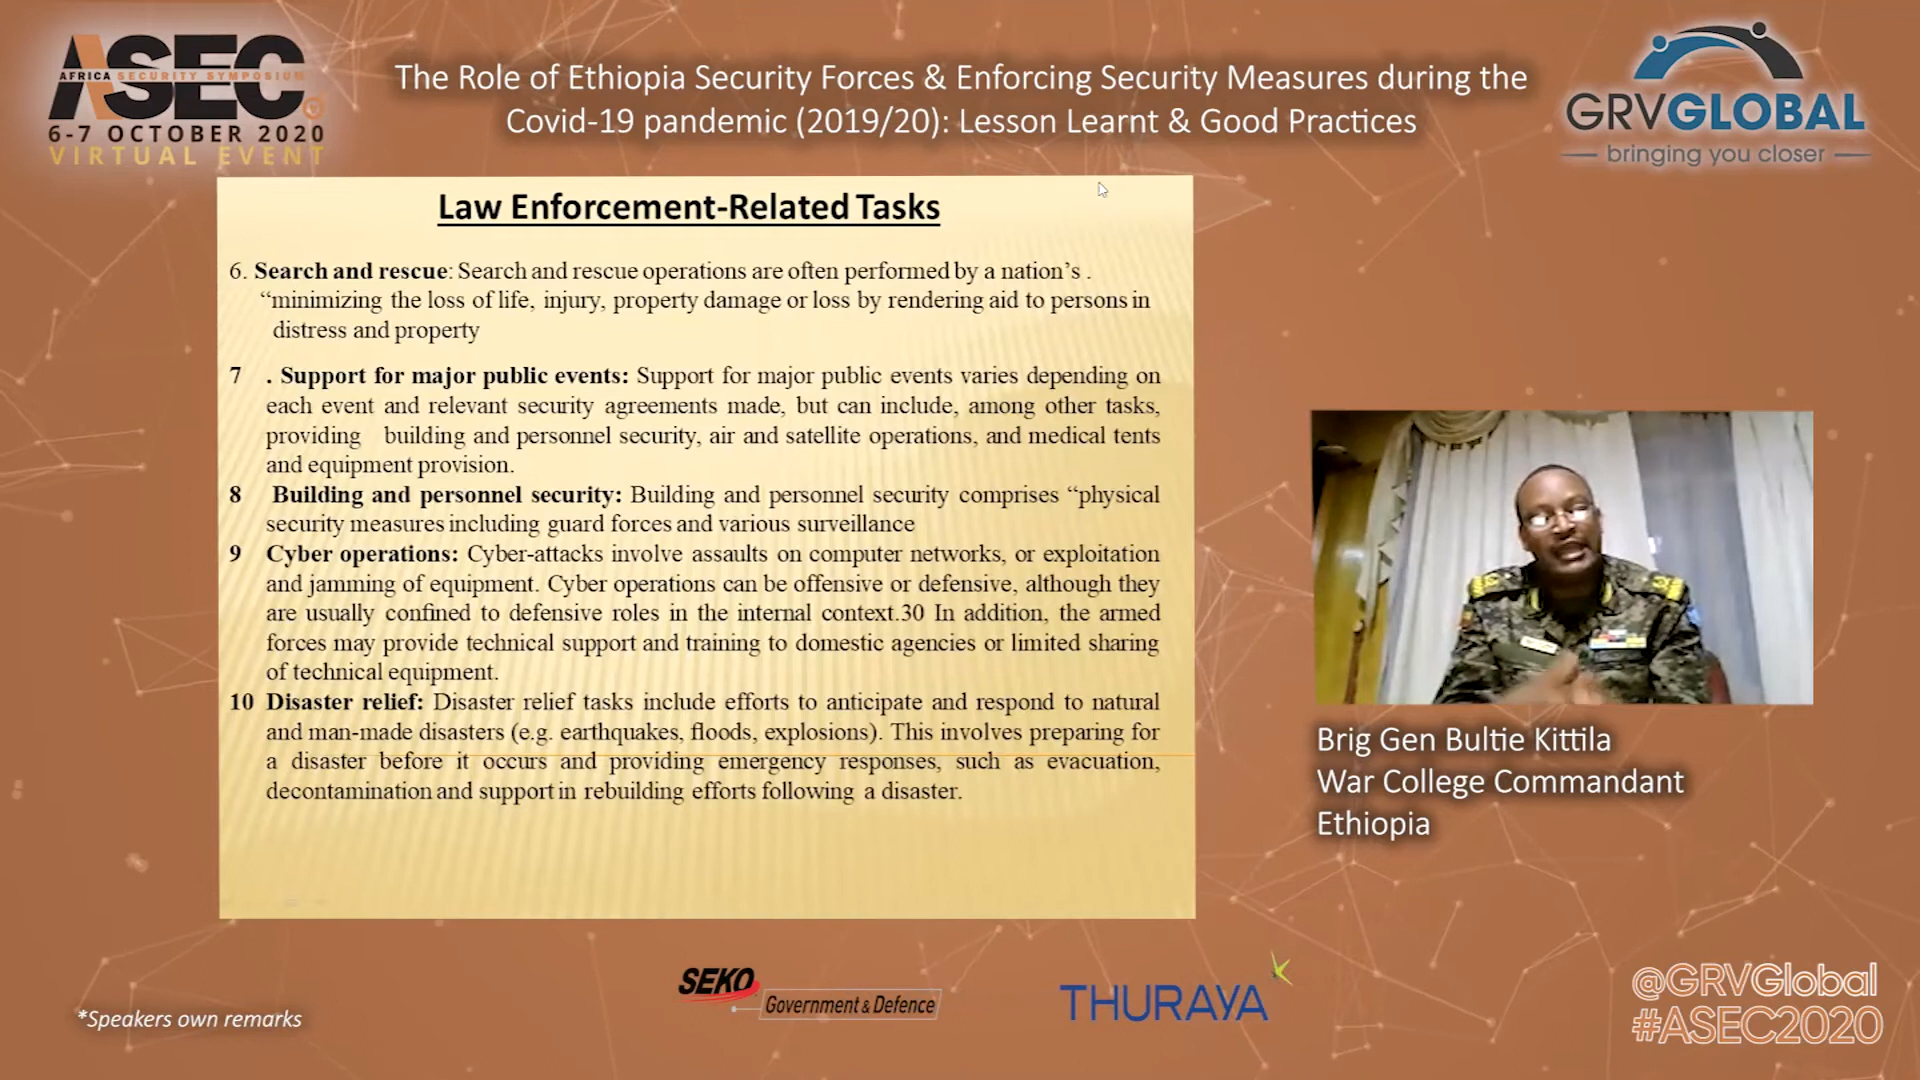 ASEC
AFRICA SECURITY SYMPOSIUM
6-7 OCTOBER 2020
VIRTUAL EVENT
The Role of Ethiopia Security Forces & Enforcing Security Measures during the
Covid-19 pandemic (2019/20): Lesson Learnt & Good Practices
GRVGLOBAL
bringing you closer
Law Enforcement-Related Tasks
6. Search and rescue: Search and rescue operations are often performed by a nation's .
“minimizing the loss of life, injury, property damage or loss by rendering aid to persons in
distress and property
7 . Support for major public events: Support for major public events varies depending on
each event and relevant security agreements made, but can include, among other tasks,
providing building and personnel security, air and satellite operations, and medical tents
and equipment provision.
8 Building and personnel security: Building and personnel security comprises “physical
security measures including guard forces and various surveillance
9 Cyber operations: Cyber-attacks involve assaults on computer networks, or exploitation
and jamming of equipment. Cyber operations can be offensive or defensive, although they
are usually confined to defensive roles in the internal context.30 In addition, the armed
forces may provide technical support and training to domestic agencies or limited sharing
of technical equipment.
10 Disaster relief: Disaster relief tasks include efforts to anticipate and respond to natural
and man-made disasters (e.g. earthquakes, floods, explosions). This involves preparing for
a disaster before it occurs and providing emergency responses, such as evacuation,
decontamination and support in rebuilding efforts following a disaster.
Brig Gen Bultie Kittila
War College Commandant
Ethiopia
*Speakers own remarks
SEKO
Government & Defence
THURAYA
@GRVGlobal
#ASEC2020